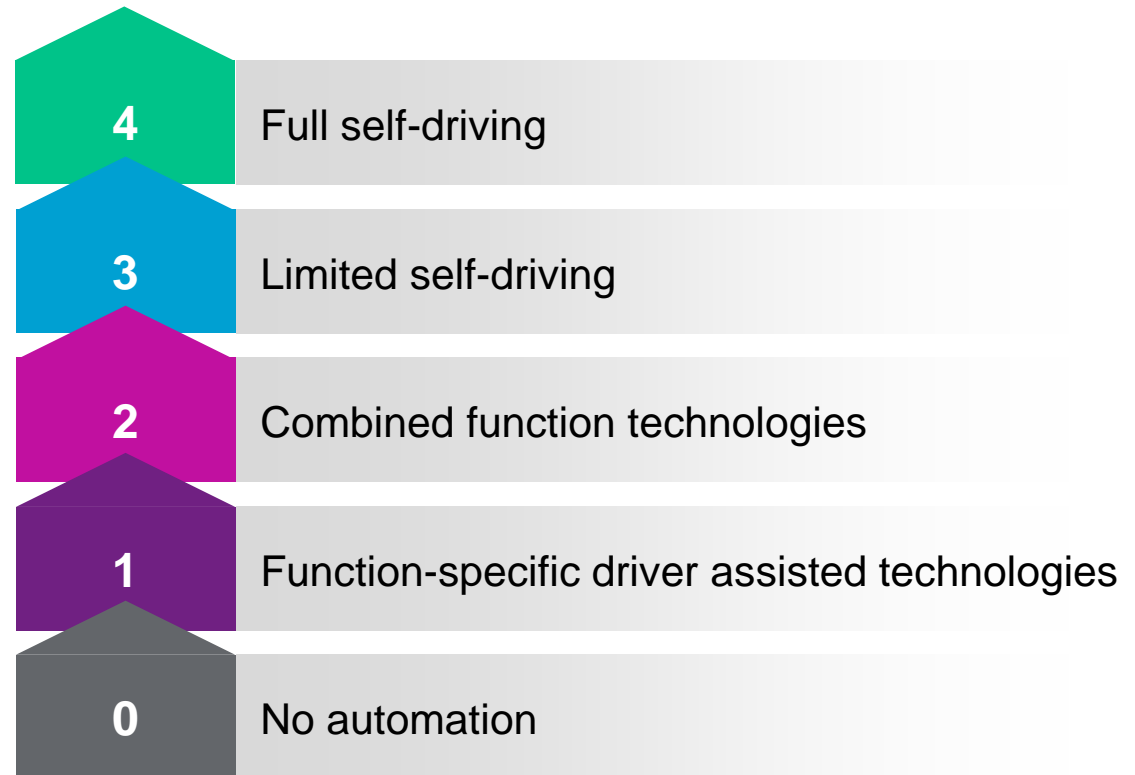 4 Full self-driving
3 Limited self-driving
2 Combined function technologies
1 Function-specific driver assisted technologies
0 No automation